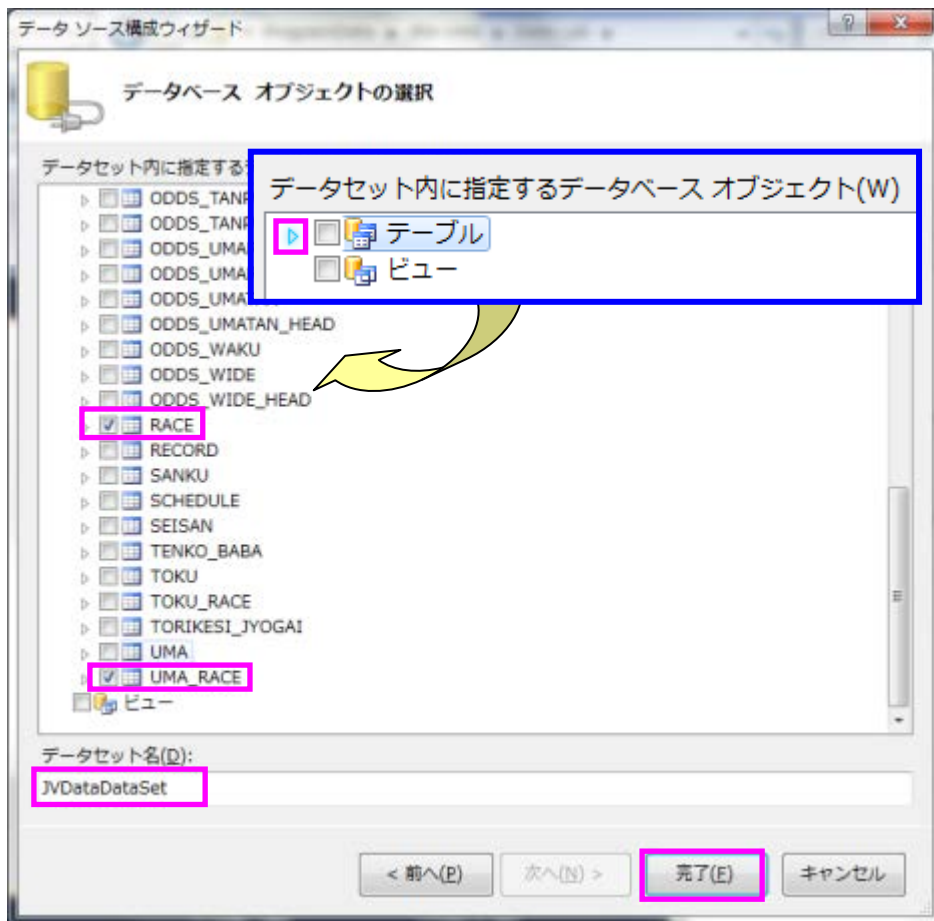 データ ソース構成ウィザード
データベース オブジェクトの選択
データセット内に指定する
データセット内に指定するデータベース オブジェクト(W)
テーブル
ビュー
ODDS_TANP
ODDS_TANP
ODDS_UMA
ODDS_UMA
ODDS_UMATAN
ODDS_UMATAN_HEAD
ODDS_WAKU
ODDS_WIDE
ODDS_WIDE_HEAD
RACE
RECORD
SANKU
SCHEDULE
SEISAN
TENKO_BABA
TOKU
TOKU_RACE
TORIKESI_JYOGAI
UMA
UMA_RACE
ビュー
データセット名(D):
JVDataDataSet
< 前へ(P) 次へ(N) > 完了(F) キャンセル